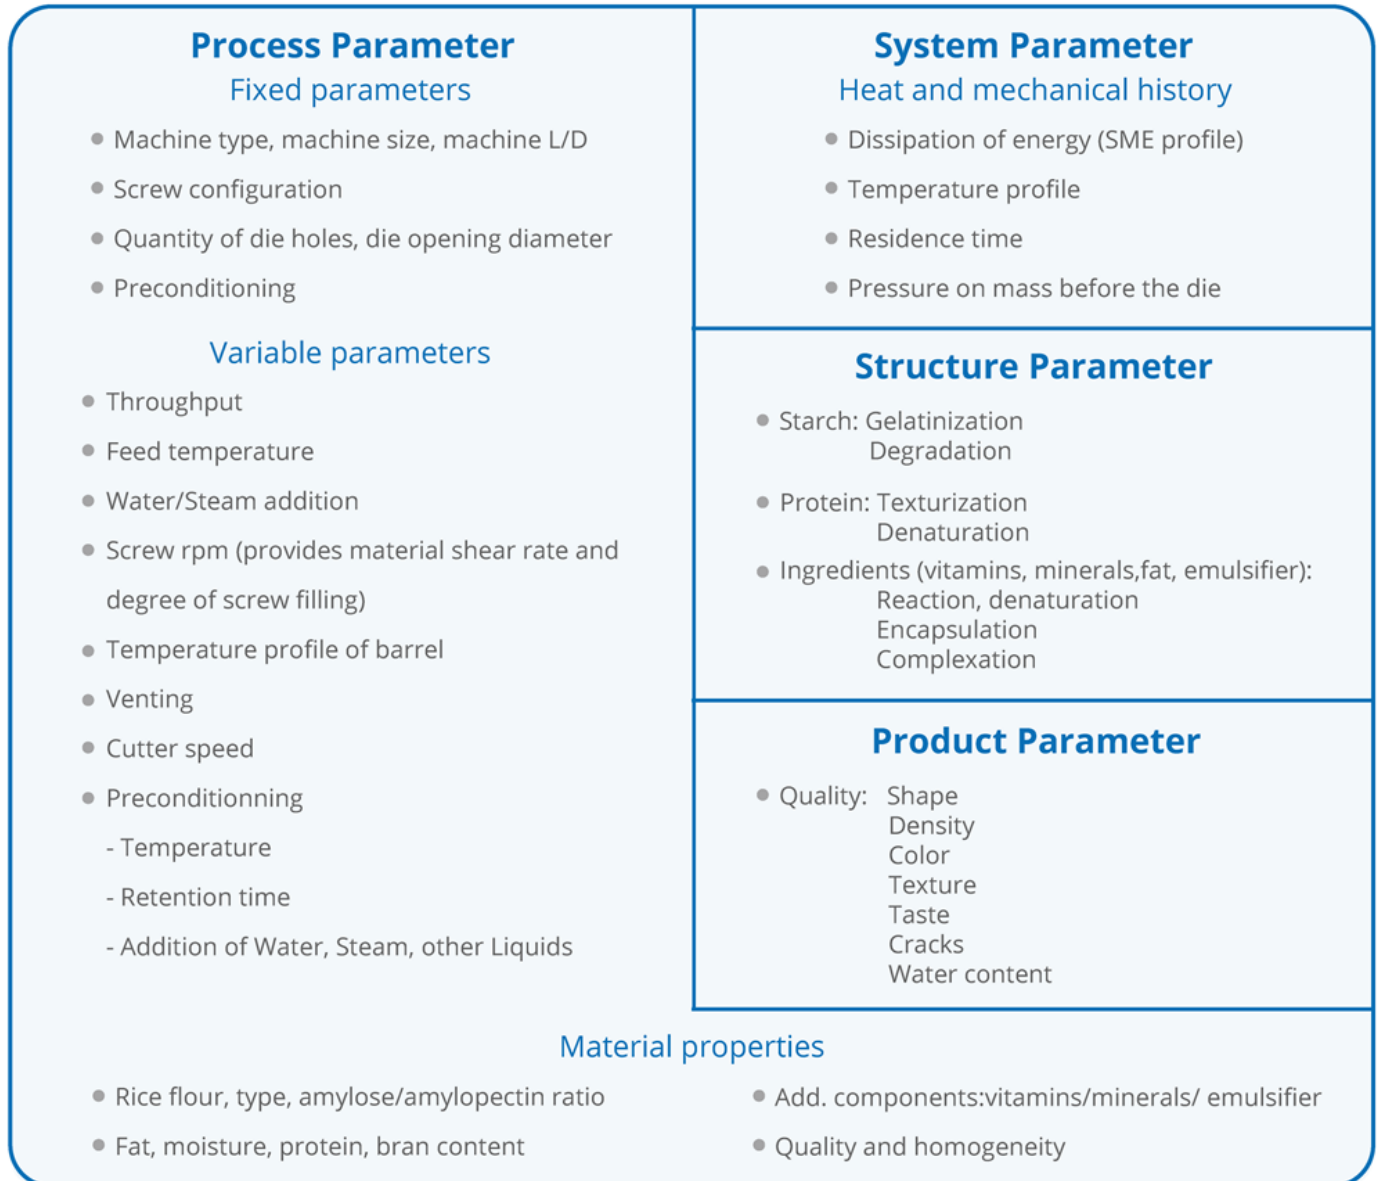 Process Parameter
Fixed parameters
● Machine type, machine size, machine L/D
● Screw configuration
● Quantity of die holes, die opening diameter
● Preconditioning
Variable parameters
● Throughput
● Feed temperature
● Water/Steam addition
● Screw rpm (provides material shear rate and
degree of screw filling)
● Temperature profile of barrel
● Venting
● Cutter speed
● Preconditionning
- Temperature
- Retention time
- Addition of Water, Steam, other Liquids
System Parameter
Heat and mechanical history
● Dissipation of energy (SME profile)
● Temperature profile
● Residence time
● Pressure on mass before the die
Structure Parameter
● Starch: Gelatinization
Degradation
● Protein: Texturization
Denaturation
● Ingredients (vitamins, minerals,fat, emulsifier):
Reaction, denaturation
Encapsulation
Complexation
Product Parameter
● Quality: Shape
Density
Color
Texture
Taste
Cracks
Water content
Material properties
● Rice flour, type, amylose/amylopectin ratio
● Fat, moisture, protein, bran content
● Add. components:vitamins/minerals/ emulsifier
● Quality and homogeneity